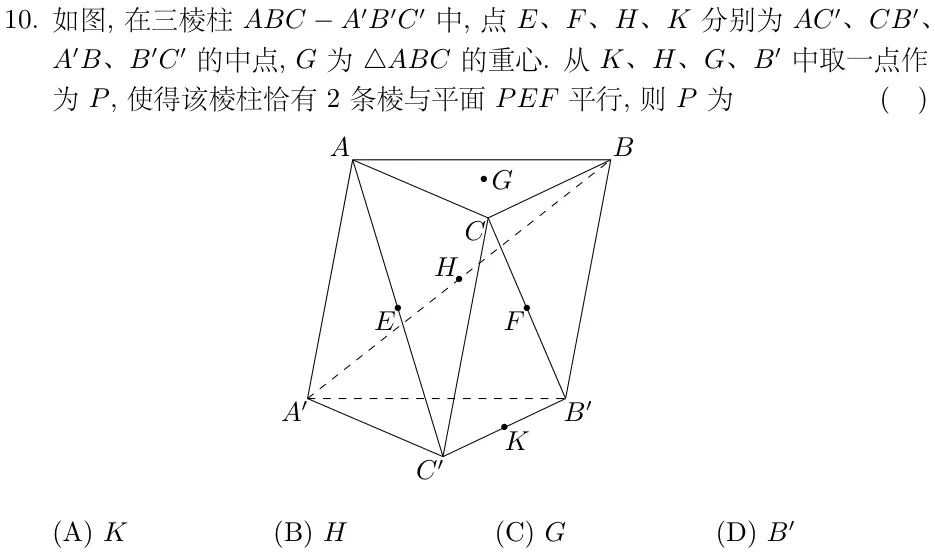 10. 如图, 在三棱柱 ABC − A′B′C′ 中, 点 E、F、H、K 分别为 AC′、CB′、
A′B、B′C′ 的中点, G 为 △ABC 的重心. 从 K、H、G、B′ 中取一点作
为 P, 使得该棱柱恰有 2 条棱与平面 PEF 平行, 则 P 为 ( )
A
B
G
C
H
E
F
A′
B′
K
C′
(A) K (B) H (C) G (D) B′